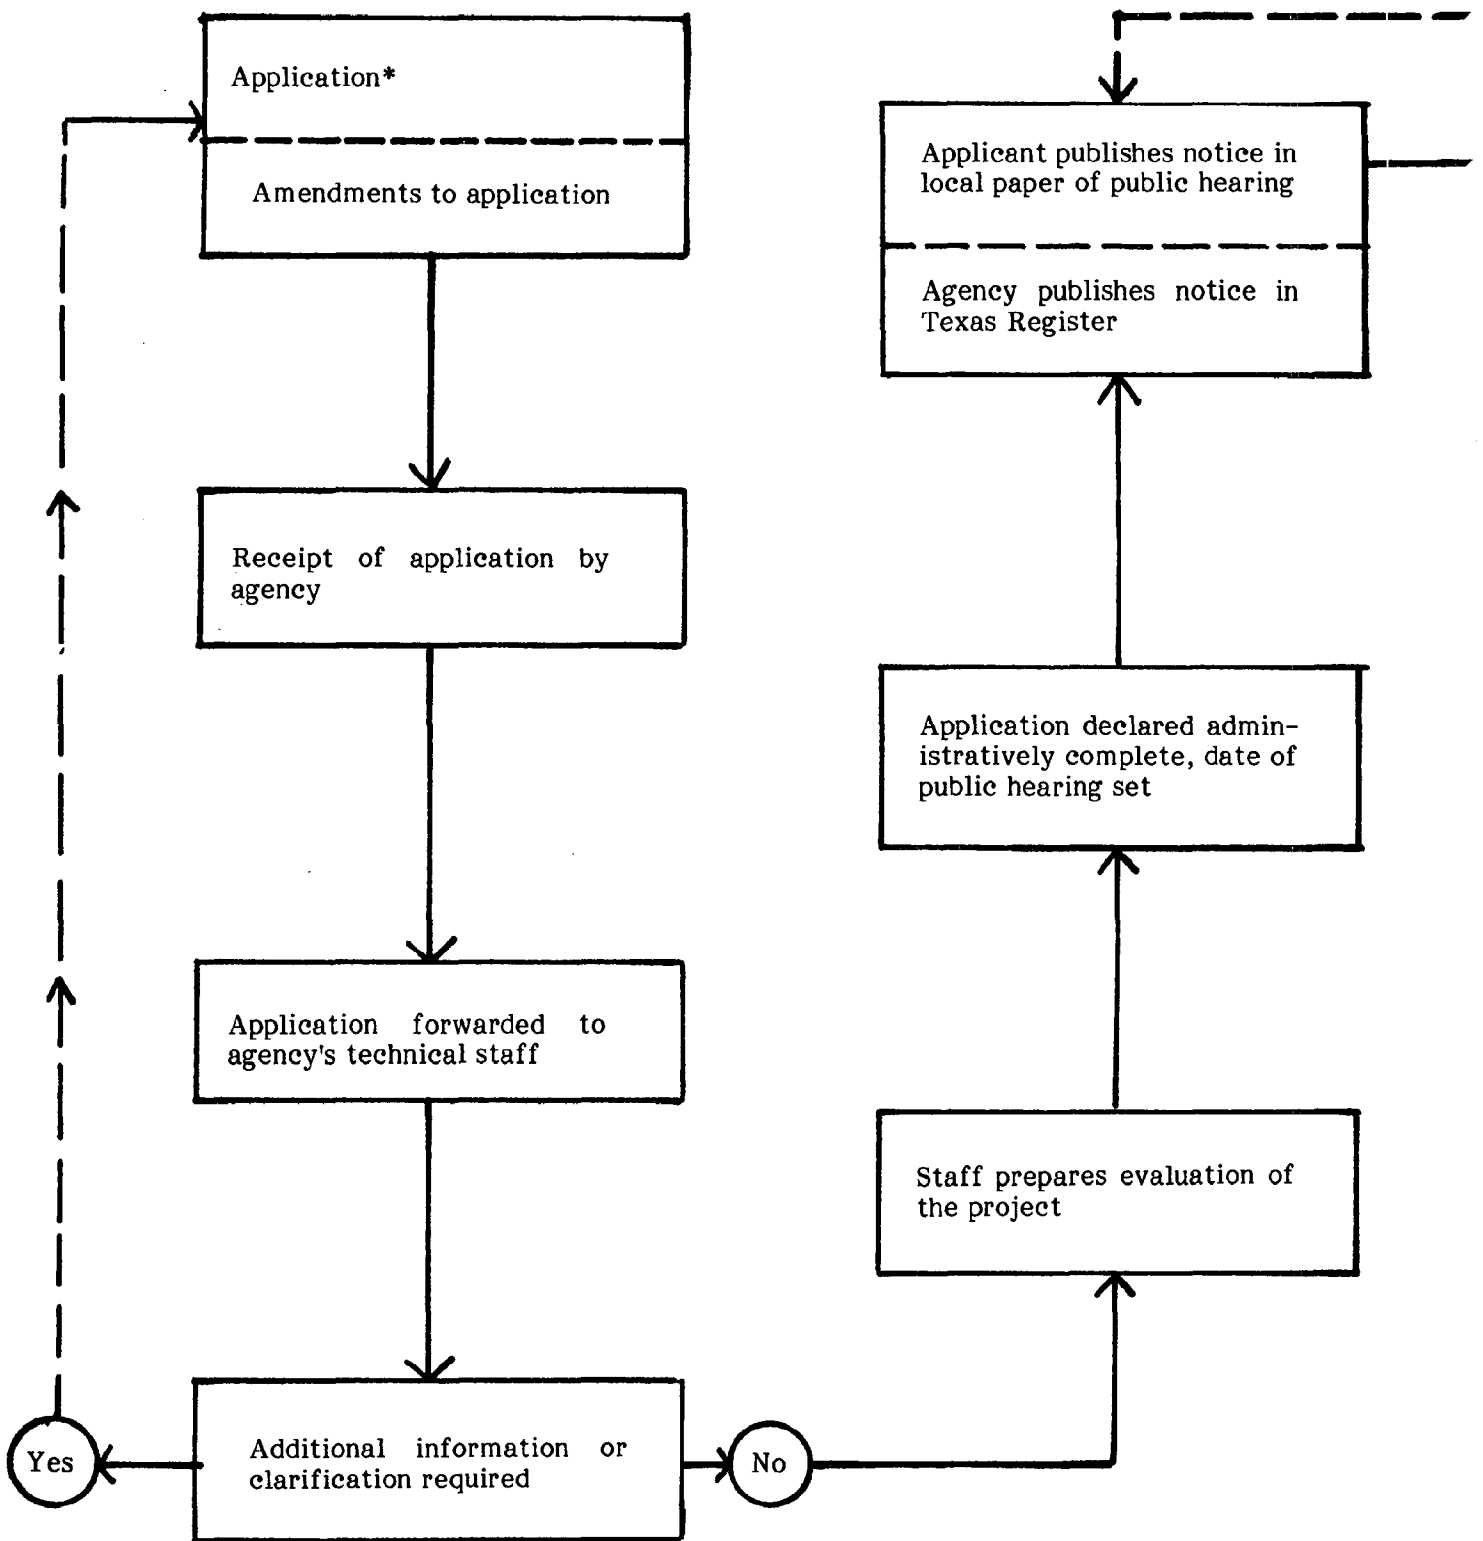 Application*
Amendments to application
Receipt of application by
agency
Application forwarded to
agency's technical staff
Additional information or
clarification required
Yes
No
Staff prepares evaluation of
the project
Application declared admin-
istratively complete, date of
public hearing set
Applicant publishes notice in
local paper of public hearing
Agency publishes notice in
Texas Register